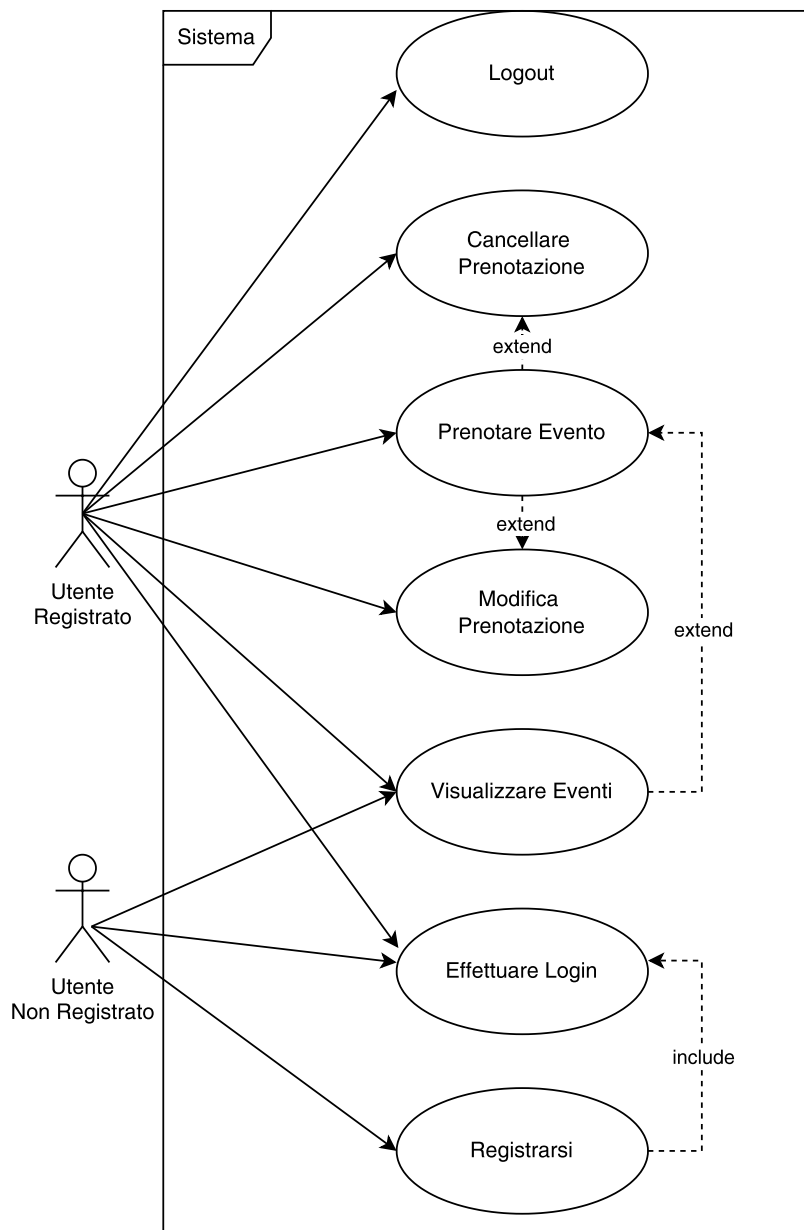 Sistema
Logout
Cancellare
Prenotazione
extend
Prenotare Evento
extend
Utente
Registrato
Modifica
Prenotazione
extend
Visualizzare Eventi
Utente
Non Registrato
Effettuare Login
include
Registrarsi